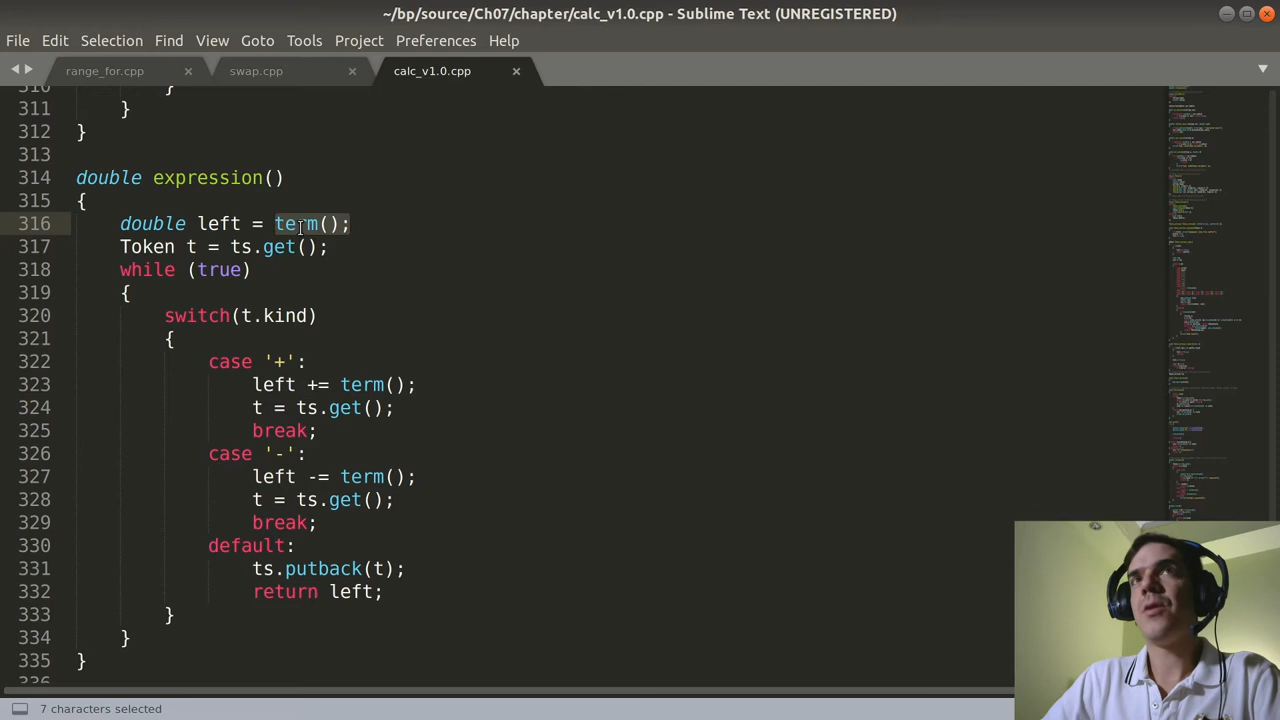 ~/bp/source/Ch07/chapter/calc_v1.0.cpp - Sublime Text (UNREGISTERED)
File Edit Selection Find View Goto Tools Project Preferences Help
range_for.cpp swap.cpp calc_v1.0.cpp
310 }
311 }
312 }
313
314 double expression()
315 {
316 double left = term();
317 Token t = ts.get();
318 while (true)
319 {
320 switch(t.kind)
321 {
322 case '+':
323 left += term();
324 t = ts.get();
325 break;
326 case '-':
327 left -= term();
328 t = ts.get();
329 break;
330 default:
331 ts.putback(t);
332 return left;
333 }
334 }
335 }
336
7 characters selected